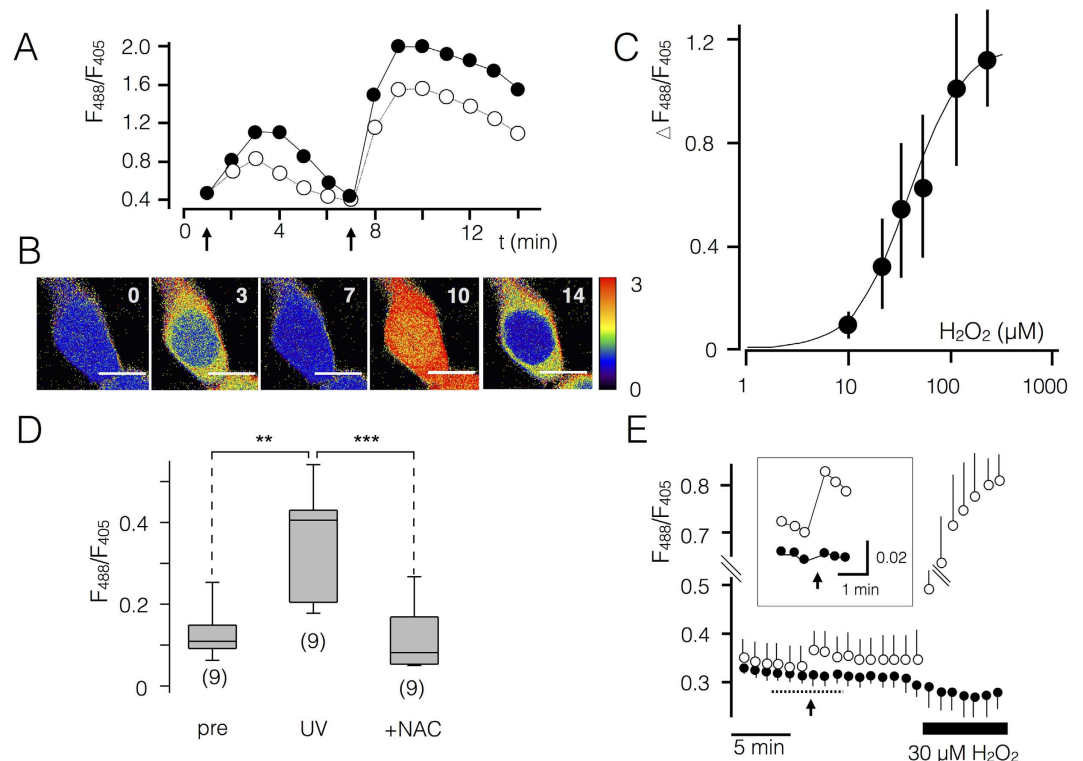 A
F488/F405
2.0
1.6
1.2
0.8
0.4
0 4 8 12
t (min)
B
0 3 7 10 14
3
0
C
△ F488/F405
1.2
0.8
0.4
0
H2O2 (µM)
1 10 100 1000
D
F488/F405
** ***
0.4
0.2
0
(9) (9) (9)
pre UV +NAC
E
F488/F405
0.8
0.7
0.5
0.4
0.3
0.02
1 min
5 min
30 µM H2O2